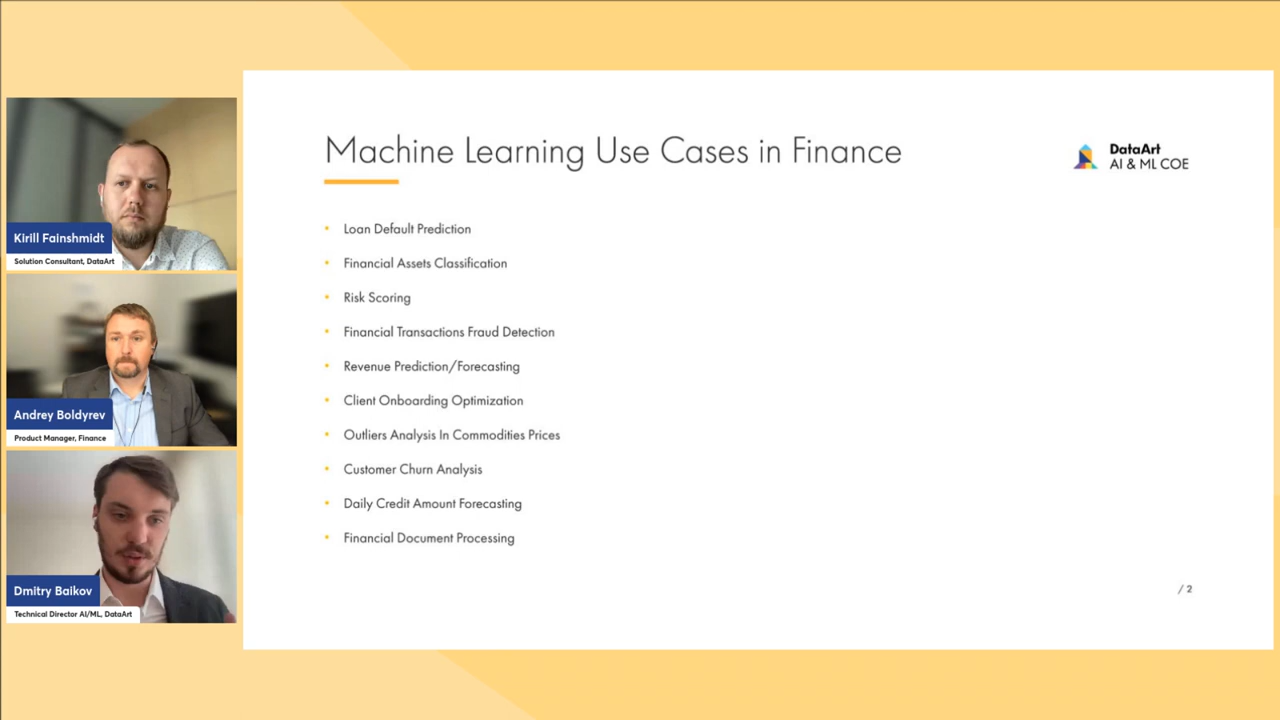 Kirill Fainshmidt
Solution Consultant, DataArt
Andrey Boldyrev
Product Manager, Finance
Dmitry Baikov
Technical Director AI/ML, DataArt
Machine Learning Use Cases in Finance
DataArt
AI & ML COE
• Loan Default Prediction
• Financial Assets Classification
• Risk Scoring
• Financial Transactions Fraud Detection
• Revenue Prediction/Forecasting
• Client Onboarding Optimization
• Outliers Analysis In Commodities Prices
• Customer Churn Analysis
• Daily Credit Amount Forecasting
• Financial Document Processing
/ 2